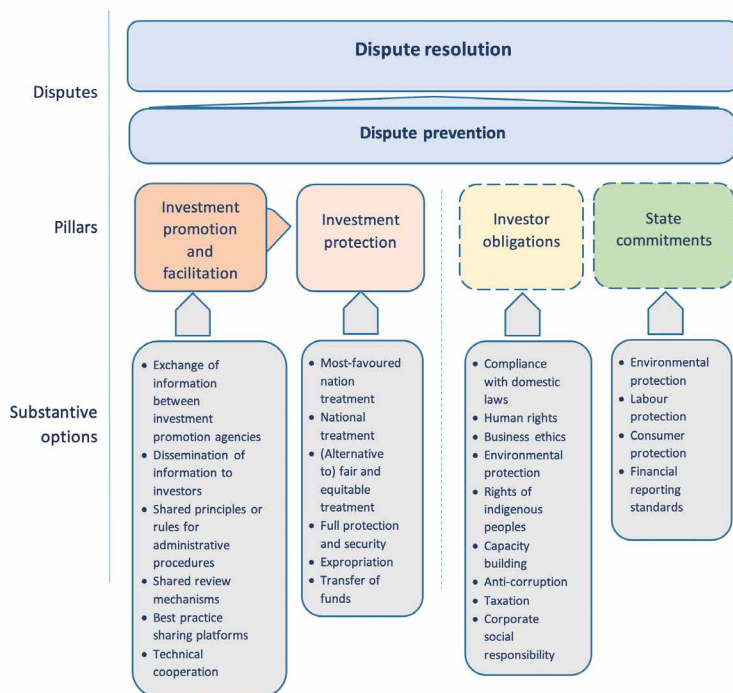 Disputes
Dispute resolution
Dispute prevention
Pillars
Investment
promotion
and
facilitation
Investment
protection
Investor
obligations
State
commitments
Substantive
options
• Exchange of
information
between
investment
promotion agencies
• Dissemination of
information to
investors
• Shared principles or
rules for
administrative
procedures
• Shared review
mechanisms
• Best practice
sharing platforms
• Technical
cooperation
• Most-favoured
nation
treatment
• National
treatment
• (Alternative
to) fair and
equitable
treatment
• Full protection
and security
• Expropriation
• Transfer of
funds
• Compliance
with domestic
laws
• Human rights
• Business ethics
• Environmental
protection
• Rights of
indigenous
peoples
• Capacity
building
• Anti-corruption
• Taxation
• Corporate
social
responsibility
• Environmental
protection
• Labour
protection
• Consumer
protection
• Financial
reporting
standards